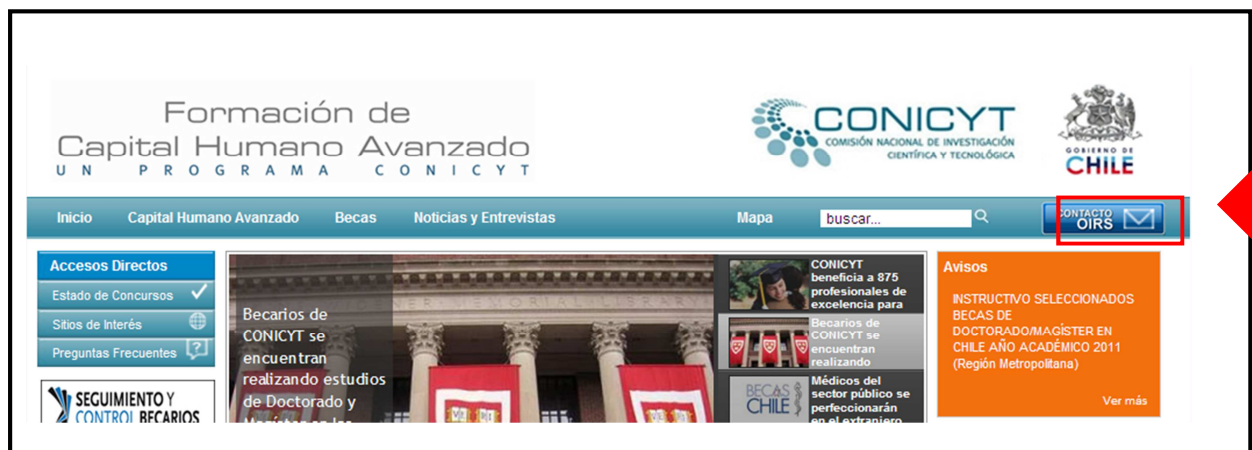 Formación de
Capital Humano Avanzado
UN PROGRAMA CONICYT
CONICYT
COMISIÓN NACIONAL DE INVESTIGACIÓN
CIENTÍFICA Y TECNOLÓGICA
GOBIERNO DE
CHILE
Inicio Capital Humano Avanzado Becas Noticias y Entrevistas Mapa buscar... CONTACTO
OIRS
Accesos Directos
Estado de Concursos
Sitios de Interés
Preguntas Frecuentes
SEGUIMIENTO Y
CONTROL BECARIOS
Becarios de
CONICYT se
encuentran
realizando estudios
de Doctorado y
MEMORIAL LIBRARY
VE RI
CONICYT
beneficia a 875
profesionales de
excelencia para
Becarios de
CONICYT se
encuentran
realizando
BECAS
CHILE
Médicos del
sector público se
perfeccionarán
en el extranjero
Avisos
INSTRUCTIVO SELECCIONADOS
BECAS DE
DOCTORADO/MAGÍSTER EN
CHILE AÑO ACADÉMICO 2011
(Región Metropolitana)
Ver más